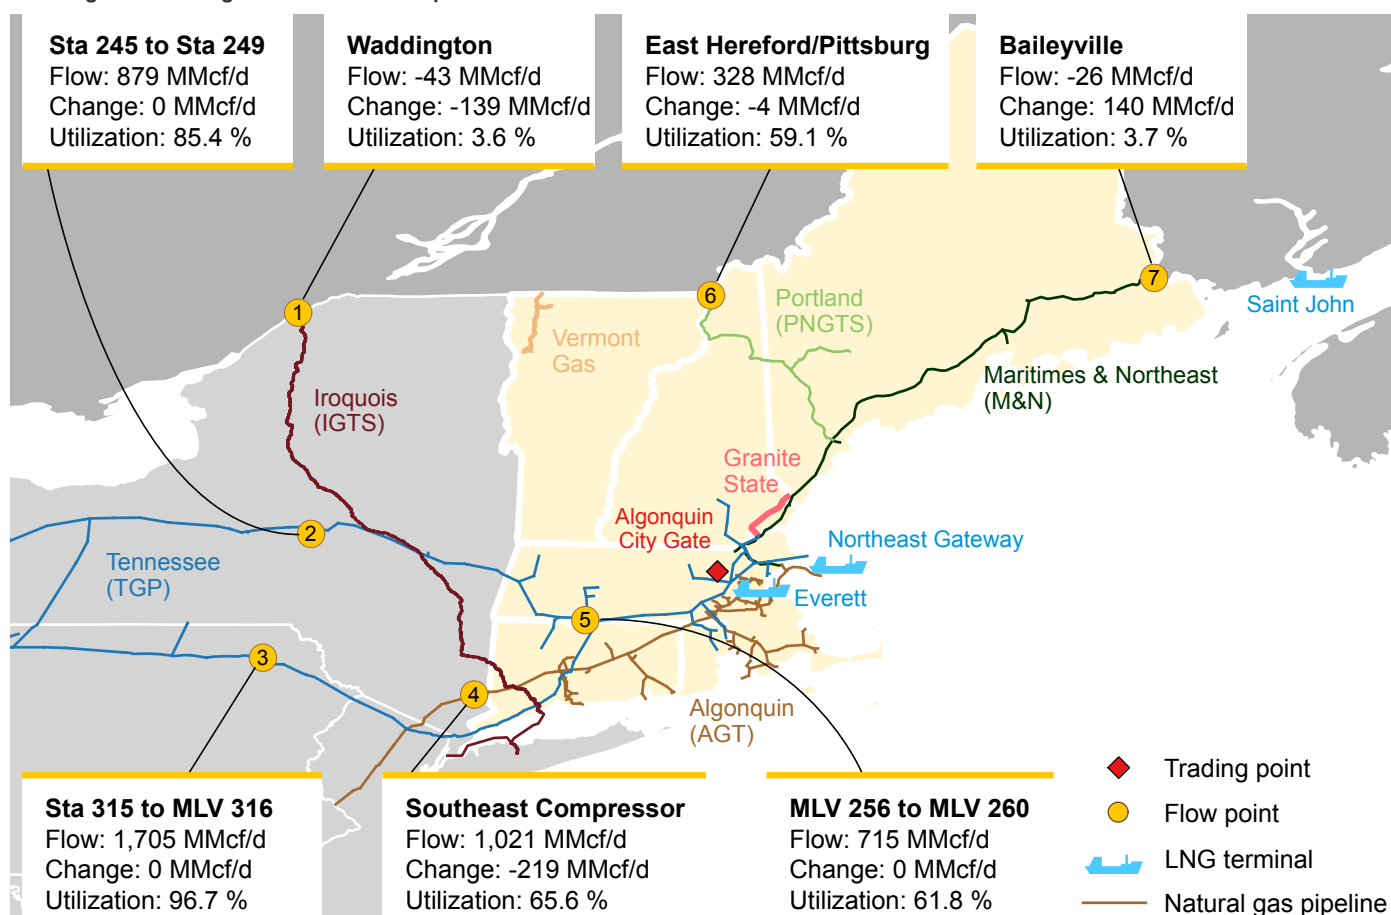 Sta 245 to Sta 249
Flow: 879 MMcf/d
Change: 0 MMcf/d
Utilization: 85.4 %
Waddington
Flow: -43 MMcf/d
Change: -139 MMcf/d
Utilization: 3.6 %
East Hereford/Pittsburg
Flow: 328 MMcf/d
Change: -4 MMcf/d
Utilization: 59.1 %
Baileyville
Flow: -26 MMcf/d
Change: 140 MMcf/d
Utilization: 3.7 %
1
6
7
Portland
(PNGTS)
Saint John
Vermont
Gas
Maritimes & Northeast
(M&N)
Iroquois
(IGTS)
Granite
State
Algonquin
City Gate
2
Northeast Gateway
Tennessee
(TGP)
Everett
5
3
4
Algonquin
(AGT)
Sta 315 to MLV 316
Flow: 1,705 MMcf/d
Change: 0 MMcf/d
Utilization: 96.7 %
Southeast Compressor
Flow: 1,021 MMcf/d
Change: -219 MMcf/d
Utilization: 65.6 %
MLV 256 to MLV 260
Flow: 715 MMcf/d
Change: 0 MMcf/d
Utilization: 61.8 %
Trading point
Flow point
LNG terminal
Natural gas pipeline